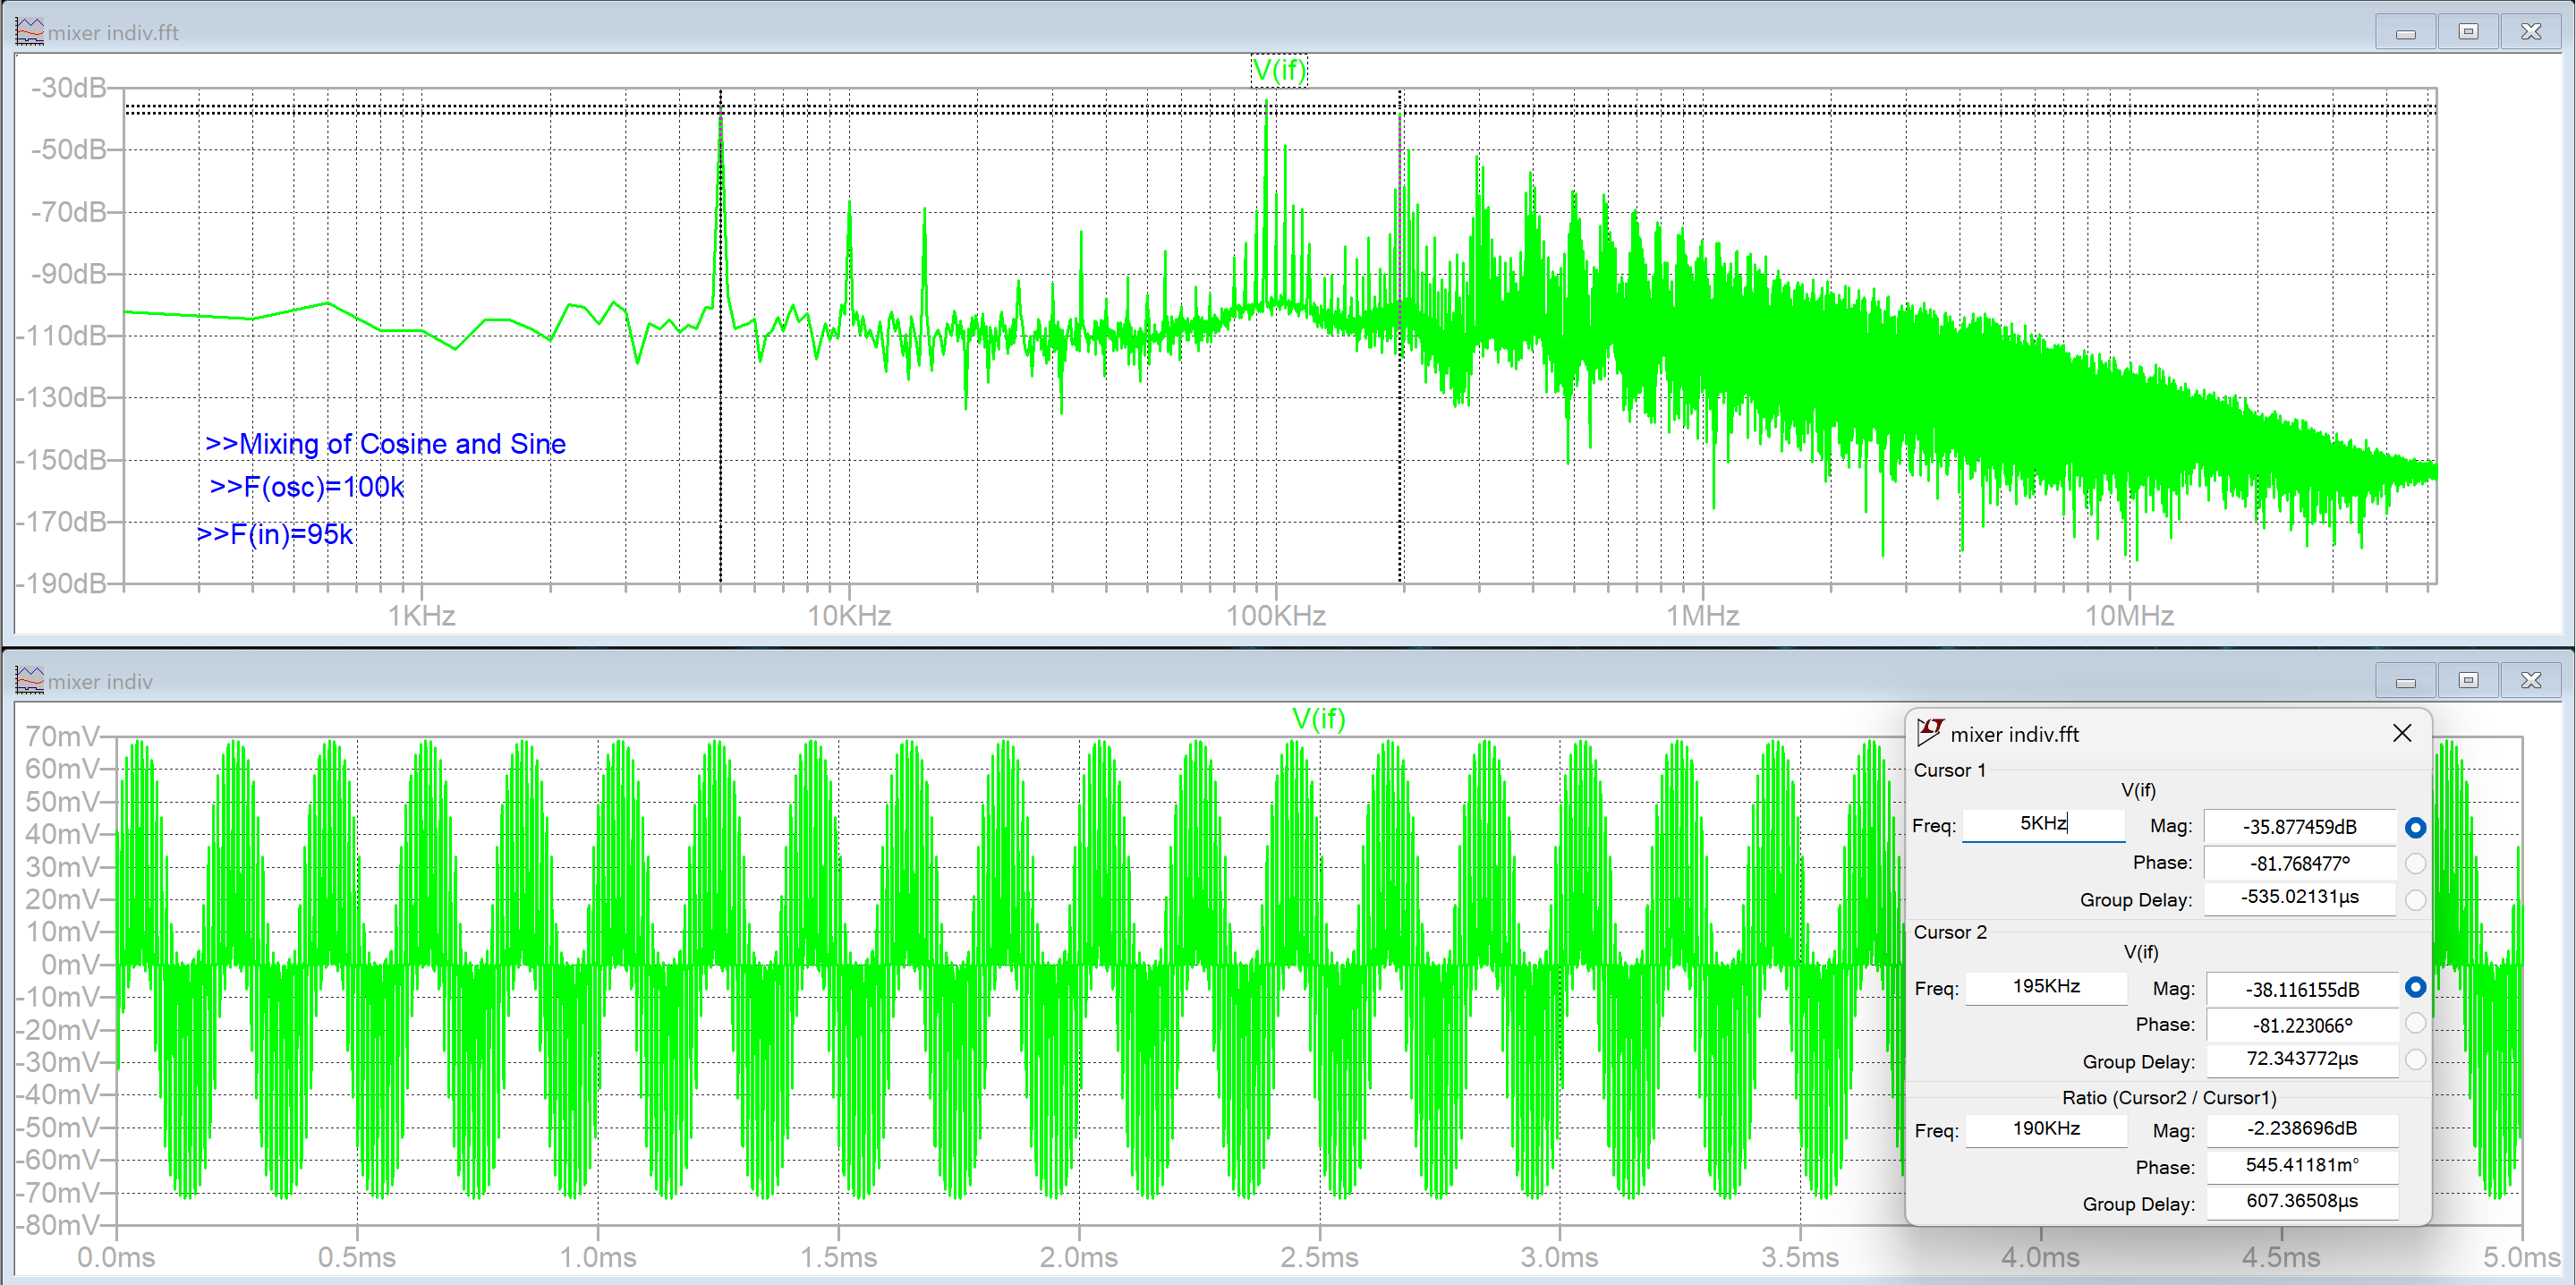 mixer indiv.fft
V(if)
-30dB
-50dB
-70dB
-90dB
-110dB
-130dB
-150dB
-170dB
-190dB
>>Mixing of Cosine and Sine
>>F(osc)=100k
>>F(in)=95k
1KHz 10KHz 100KHz 1MHz 10MHz
mixer indiv
V(if)
70mV
60mV
50mV
40mV
30mV
20mV
10mV
0mV
-10mV
-20mV
-30mV
-40mV
-50mV
-60mV
-70mV
-80mV
0.0ms 0.5ms 1.0ms 1.5ms 2.0ms 2.5ms 3.0ms 3.5ms 4.0ms 4.5ms 5.0ms
mixer indiv.fft
Cursor 1
V(if)
Freq: 5KHz Mag: -35.877459dB
Phase: -81.768477°
Group Delay: -535.02131µs
Cursor 2
V(if)
Freq: 195KHz Mag: -38.116155dB
Phase: -81.223066°
Group Delay: 72.343772µs
Ratio (Cursor2 / Cursor1)
Freq: 190KHz Mag: -2.238696dB
Phase: 545.41181m°
Group Delay: 607.36508µs